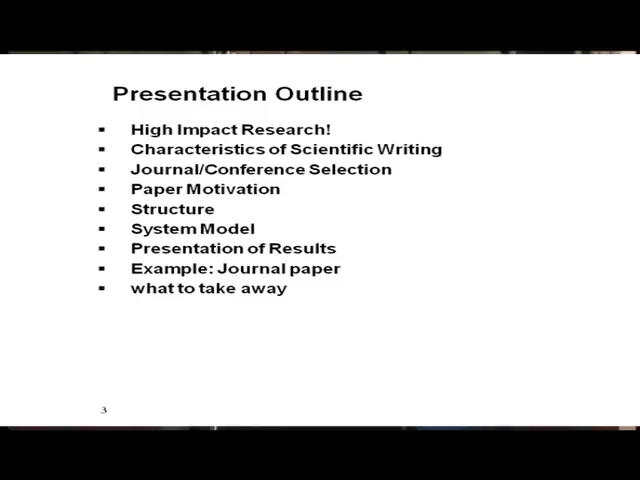 Presentation Outline
▪ High Impact Research!
▪ Characteristics of Scientific Writing
▪ Journal/Conference Selection
▪ Paper Motivation
▪ Structure
▪ System Model
▪ Presentation of Results
▪ Example: Journal paper
▪ what to take away
3